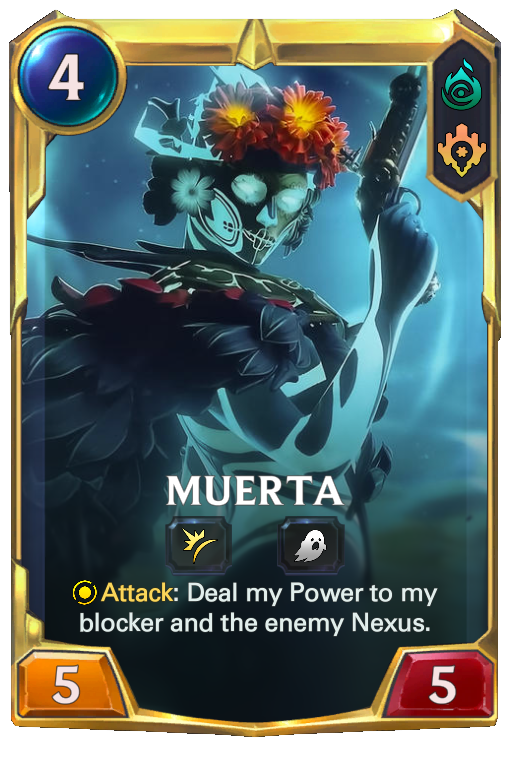 4
MUERTA
Attack: Deal my Power to my
blocker and the enemy Nexus.
5
5